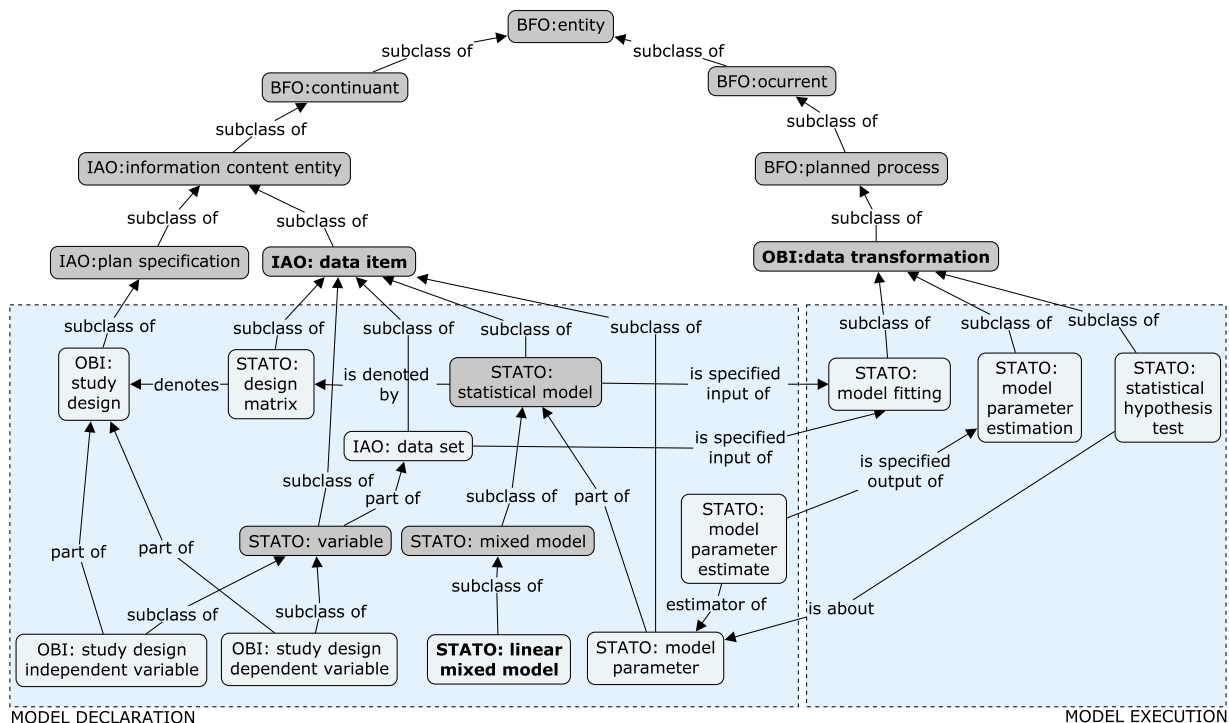 BFO:entity
subclass of
subclass of
BFO:continuant
BFO:ocurrent
subclass of
subclass of
IAO:information content entity
BFO:planned process
subclass of
subclass of
subclass of
IAO:plan specification
IAO: data item
OBI:data transformation
subclass of
subclass of
subclass of
subclass of
subclass of
subclass of
subclass of
subclass of
OBI:
study
design
denotes
STATO:
design
matrix
is denoted
by
STATO:
statistical model
is specified
input of
STATO:
model fitting
STATO:
model
parameter
estimation
STATO:
statistical
hypothesis
test
IAO: data set
is specified
input of
subclass of
part of
subclass of
part of
is specified
output of
STATO: variable
STATO: mixed model
STATO:
model
parameter
estimate
part of
part of
subclass of
subclass of
subclass of
estimator of
is about
OBI: study design
independent variable
OBI: study design
dependent variable
STATO: linear
mixed model
STATO: model
parameter
MODEL DECLARATION
MODEL EXECUTION